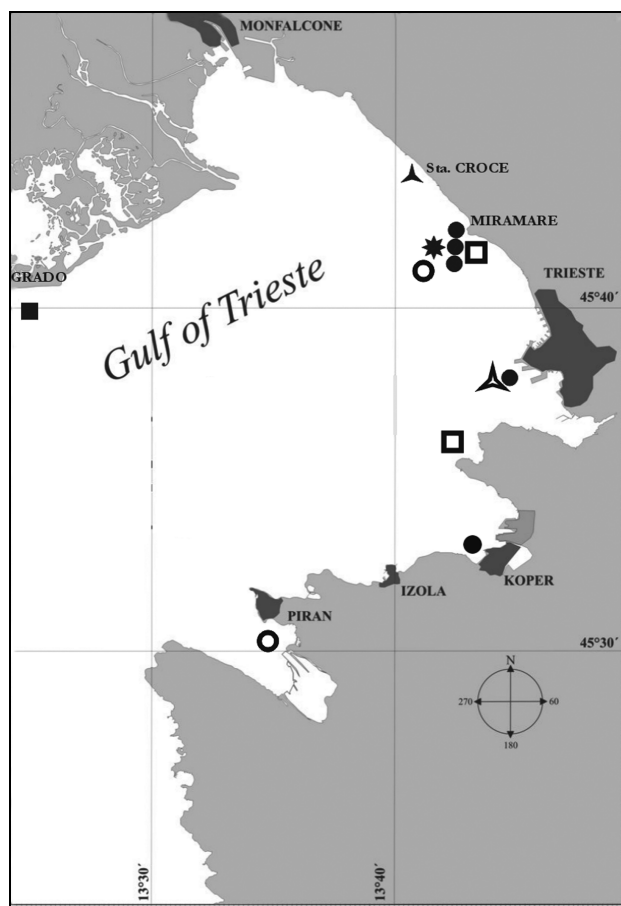 MONFALCONE
Sta. CROCE
MIRAMARE
GRADO
TRIESTE
45°40´
Gulf of Trieste
KOPER
IZOLA
PIRAN
45°30´
N
270
60
180
13°30´
13°40´